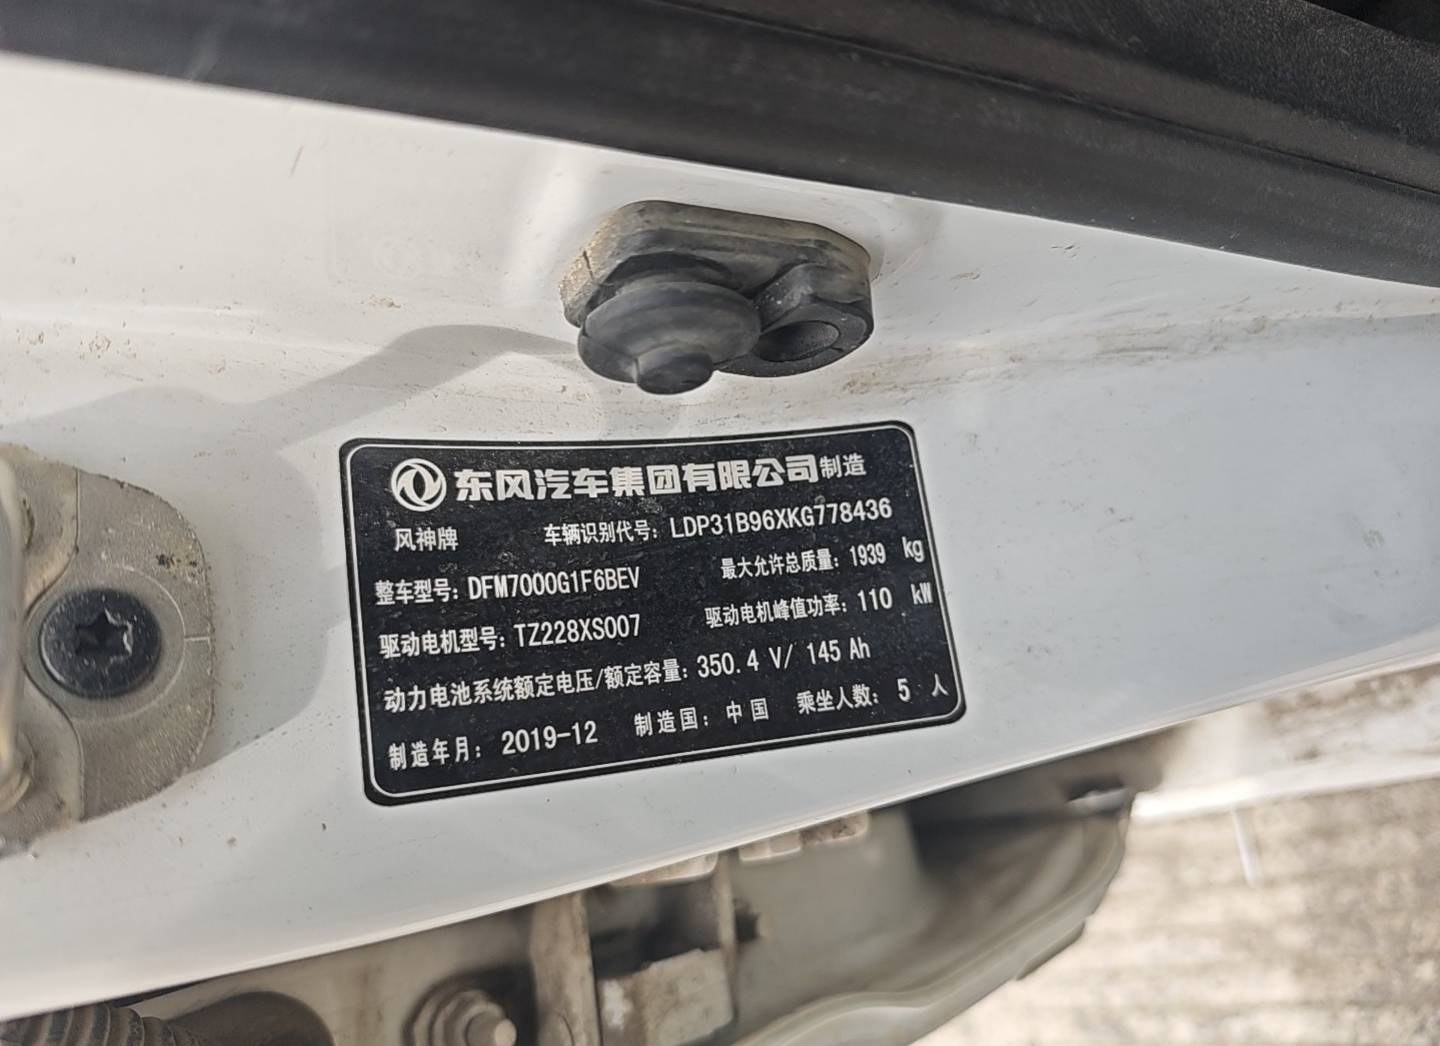 东风汽车集团有限公司制造
风神牌 车辆识别代号：LDP31B96XKG778436
整车型号：DFM7000G1F6BEV 最大允许总质量：1939 kg
驱动电机型号：TZ228XS007 驱动电机峰值功率：110 kW
动力电池系统额定电压/额定容量：350.4 V/ 145 Ah
制造年月：2019-12 制造国：中国 乘坐人数：5 人